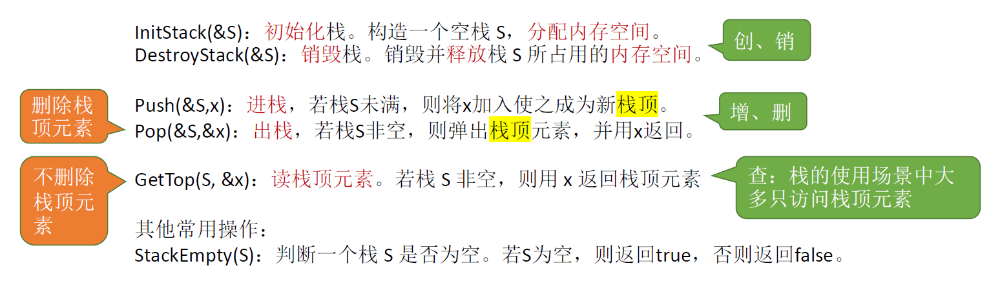 InitStack(&S)：初始化栈。构造一个空栈 S，分配内存空间。
DestroyStack(&S)：销毁栈。销毁并释放栈 S 所占用的内存空间。
创、销
删除栈
顶元素
Push(&S,x)：进栈，若栈S未满，则将x加入使之成为新栈顶。
Pop(&S,&x)：出栈，若栈S非空，则弹出栈顶元素，并用x返回。
增、删
不删除
栈顶元
素
GetTop(S, &x)：读栈顶元素。若栈 S 非空，则用 x 返回栈顶元素
查：栈的使用场景中大
多只访问栈顶元素
其他常用操作：
StackEmpty(S)：判断一个栈 S 是否为空。若S为空，则返回true，否则返回false。